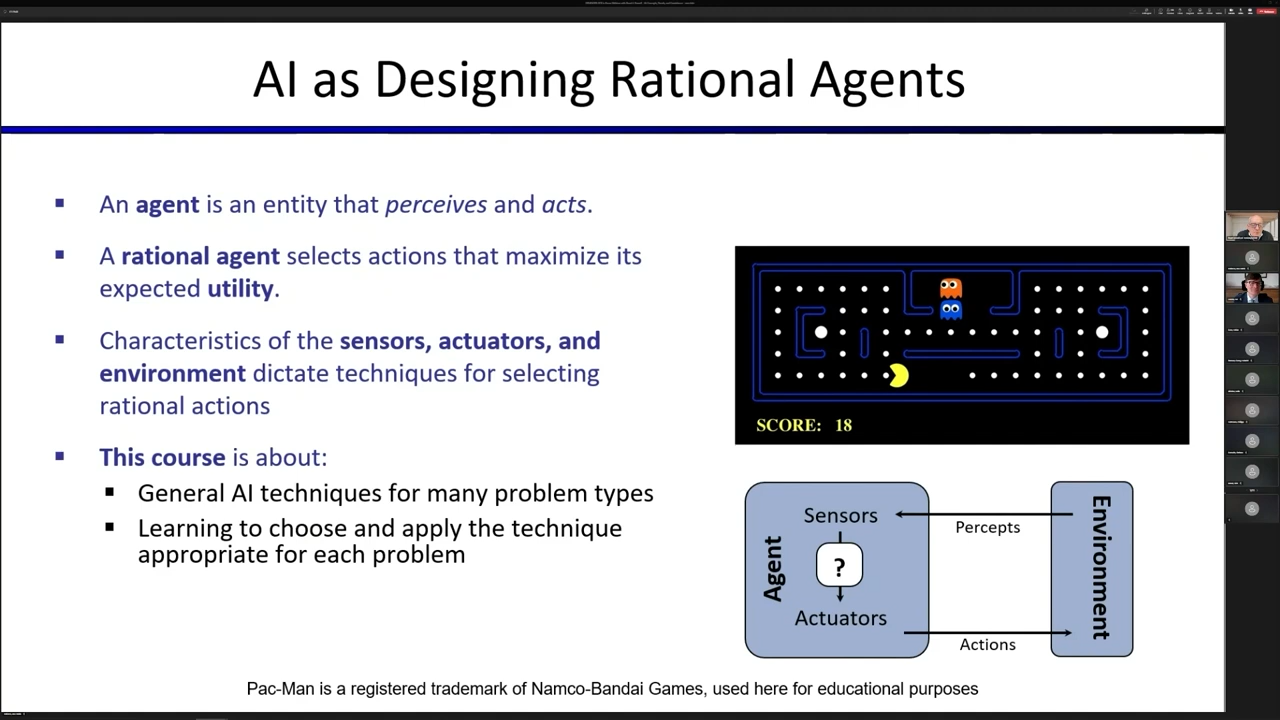 AI as Designing Rational Agents
An agent is an entity that perceives and acts.
A rational agent selects actions that maximize its
expected utility.
Characteristics of the sensors, actuators, and
environment dictate techniques for selecting
rational actions
This course is about:
General AI techniques for many problem types
Learning to choose and apply the technique
appropriate for each problem
SCORE: 18
Agent
Sensors
?
Actuators
Percepts
Actions
Environment
Pac-Man is a registered trademark of Namco-Bandai Games, used here for educational purposes